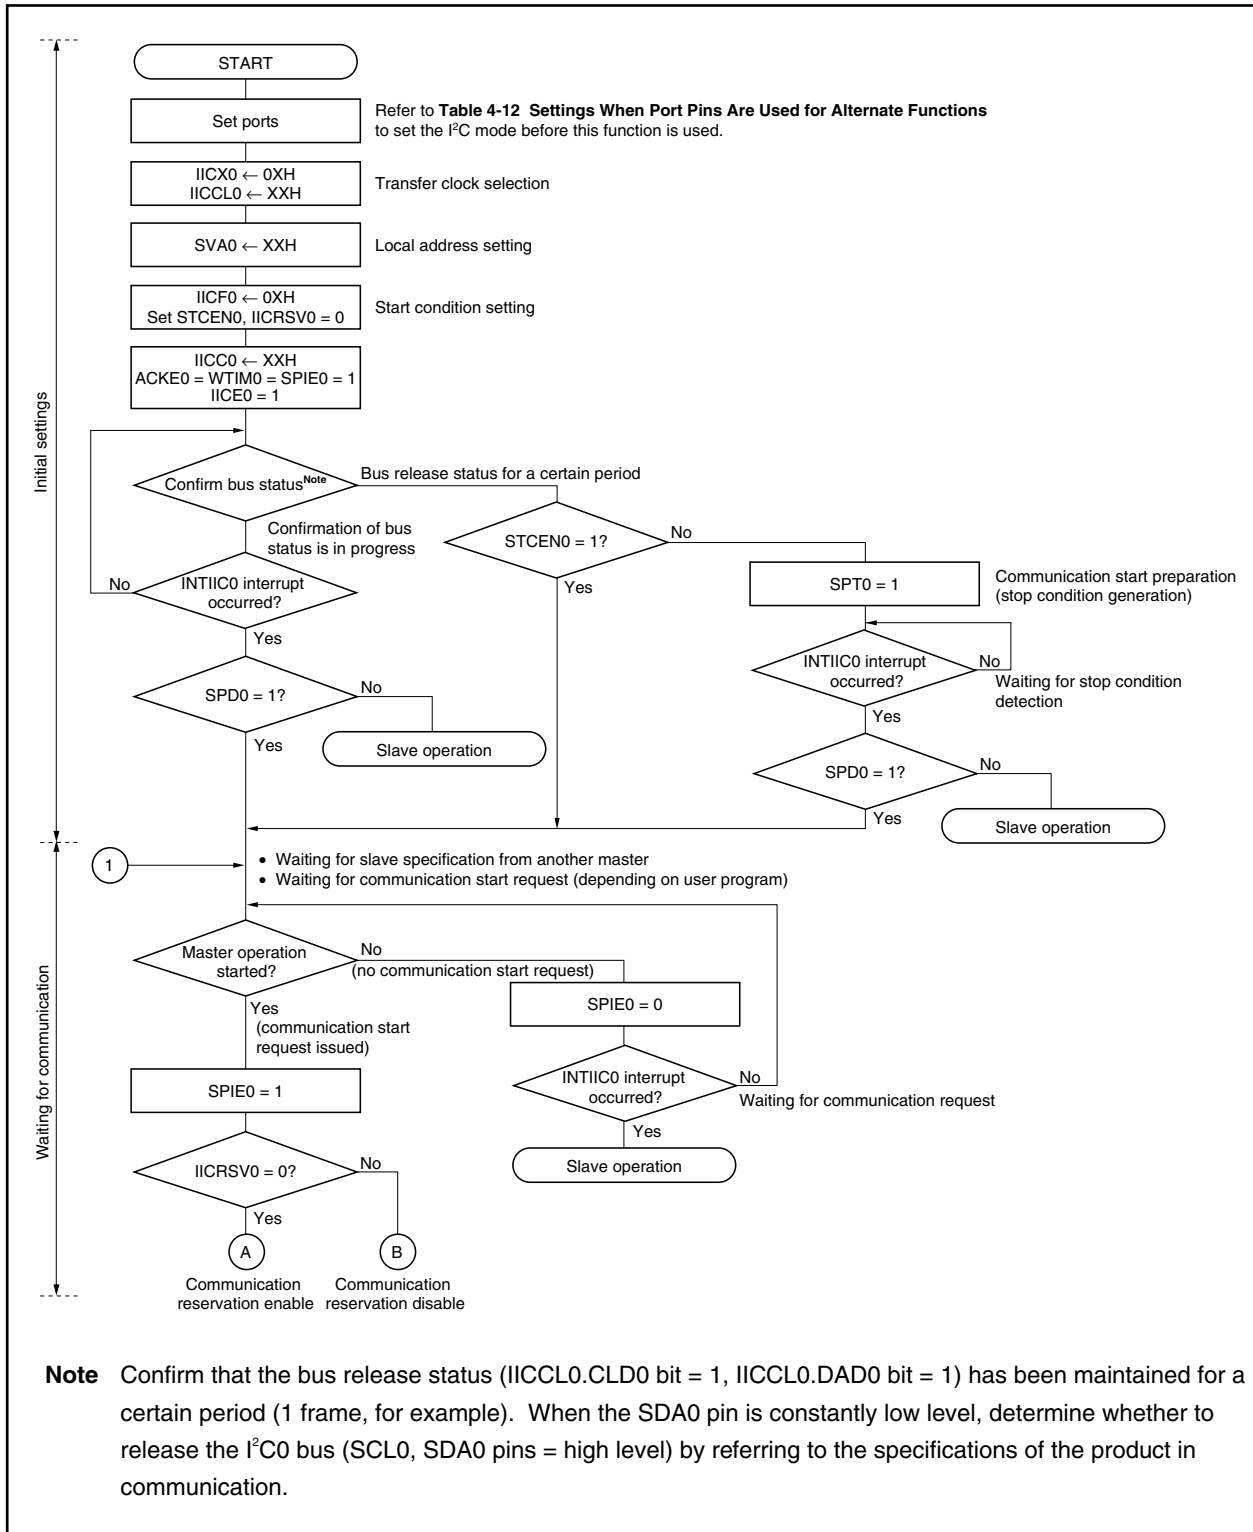 START
Set ports
Refer to Table 4-12 Settings When Port Pins Are Used for Alternate Functions
to set the I²C mode before this function is used.
IICX0 ← 0XH
IICCL0 ← XXH
Transfer clock selection
SVA0 ← XXH
Local address setting
IICF0 ← 0XH
Set STCEN0, IICRSV0 = 0
Start condition setting
IICC0 ← XXH
ACKE0 = WTIM0 = SPIE0 = 1
IICE0 = 1
Initial settings
Confirm bus statusNote
Bus release status for a certain period
Confirmation of bus
status is in progress
STCEN0 = 1?
No
Yes
SPT0 = 1
Communication start preparation
(stop condition generation)
No
INTIIC0 interrupt
occurred?
Yes
INTIIC0 interrupt
occurred?
No
Waiting for stop condition
detection
Yes
SPD0 = 1?
No
Yes
Slave operation
SPD0 = 1?
No
Yes
Slave operation
1
• Waiting for slave specification from another master
• Waiting for communication start request (depending on user program)
Waiting for communication
Master operation
started?
No
(no communication start request)
Yes
(communication start
request issued)
SPIE0 = 0
SPIE0 = 1
INTIIC0 interrupt
occurred?
No
Waiting for communication request
Yes
Slave operation
IICRSV0 = 0?
No
Yes
A
B
Communication
reservation enable
Communication
reservation disable
Note Confirm that the bus release status (IICCL0.CLD0 bit = 1, IICCL0.DAD0 bit = 1) has been maintained for a
certain period (1 frame, for example). When the SDA0 pin is constantly low level, determine whether to
release the I²C0 bus (SCL0, SDA0 pins = high level) by referring to the specifications of the product in
communication.